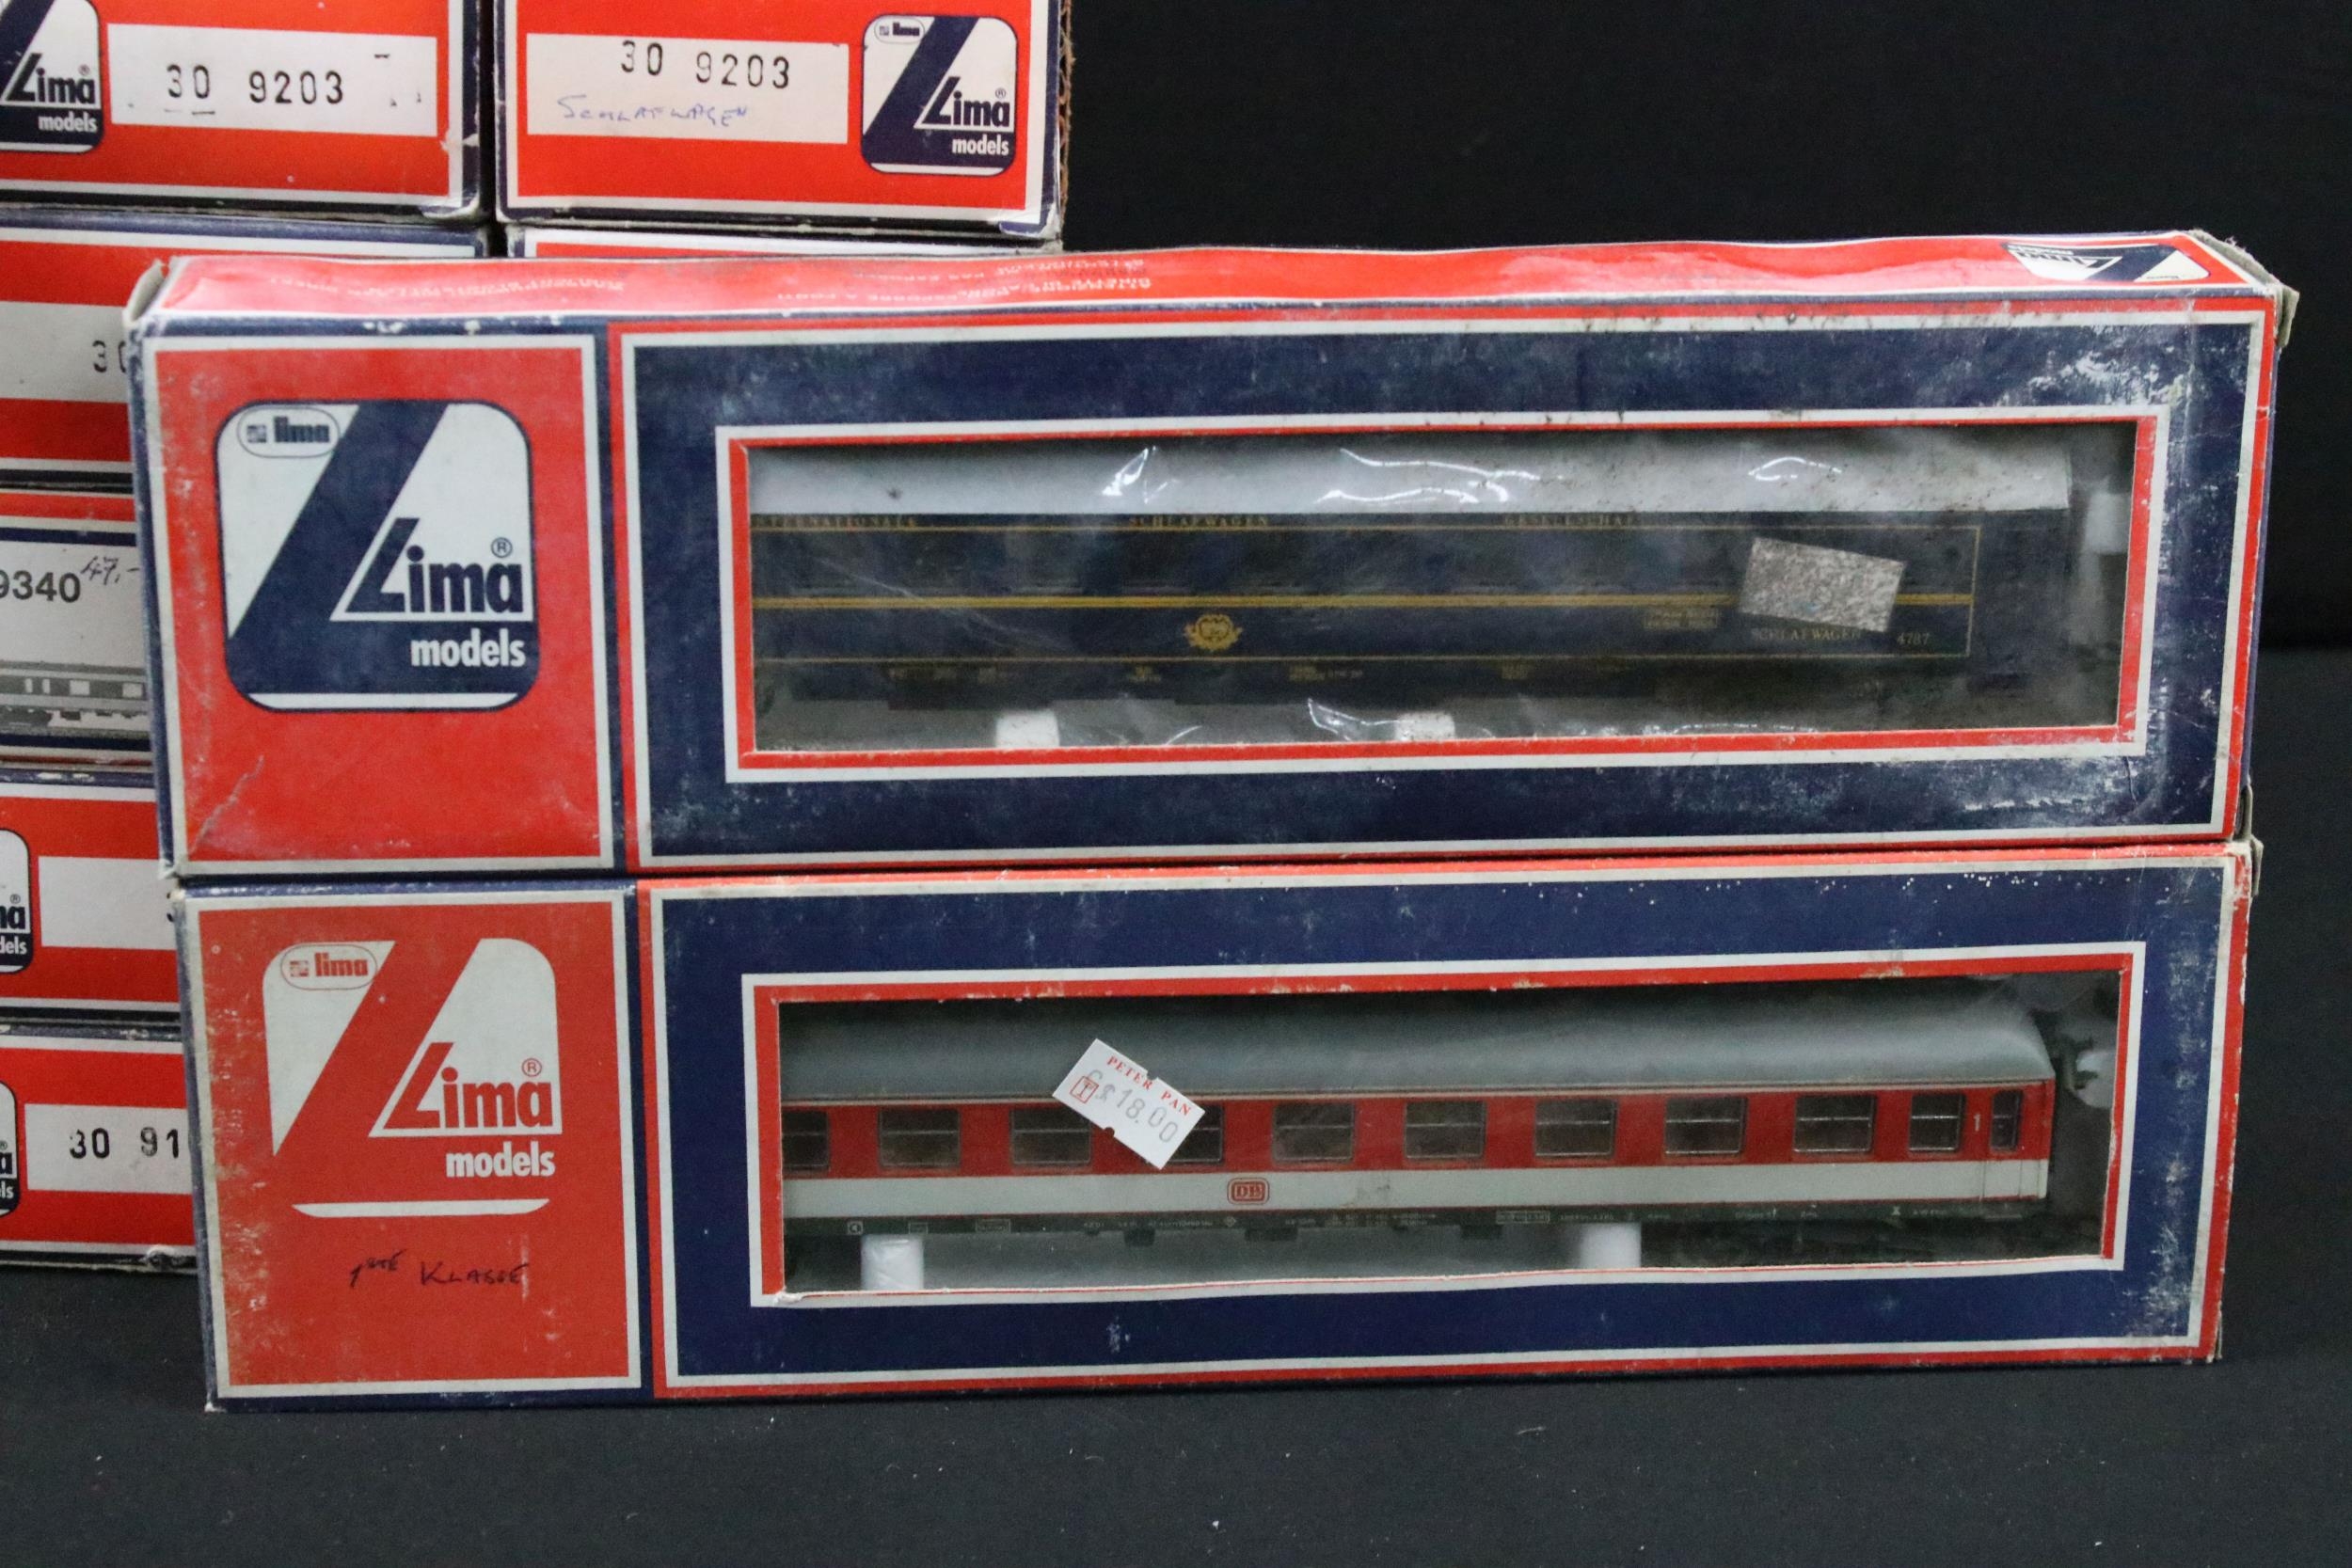 Lima®
models
30 9203
30 9203
SCHLAFWAGEN
lima
Lima®
models
30
9340
47,-
30 91
lima
Lima®
models
SCHLAFWAGEN
SCHLAFWAGEN 4787
lima
Lima®
models
1STE KLASSE
PETER PAN
18.00
DB
1